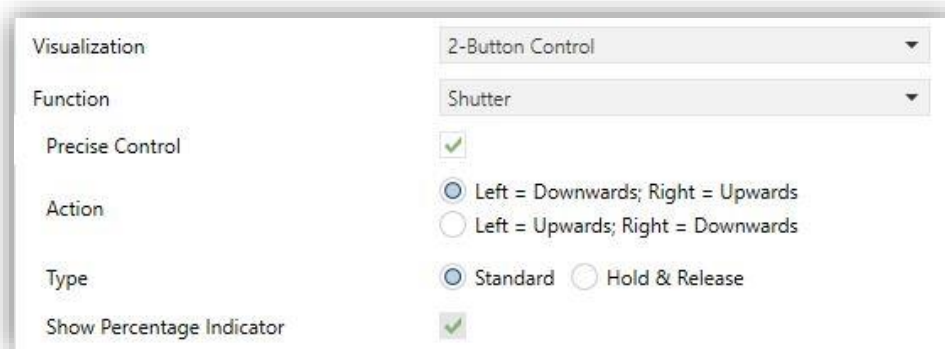 Visualization 2-Button Control
Function Shutter
Precise Control
Action
Left = Downwards; Right = Upwards
Left = Upwards; Right = Downwards
Type Standard Hold & Release
Show Percentage Indicator